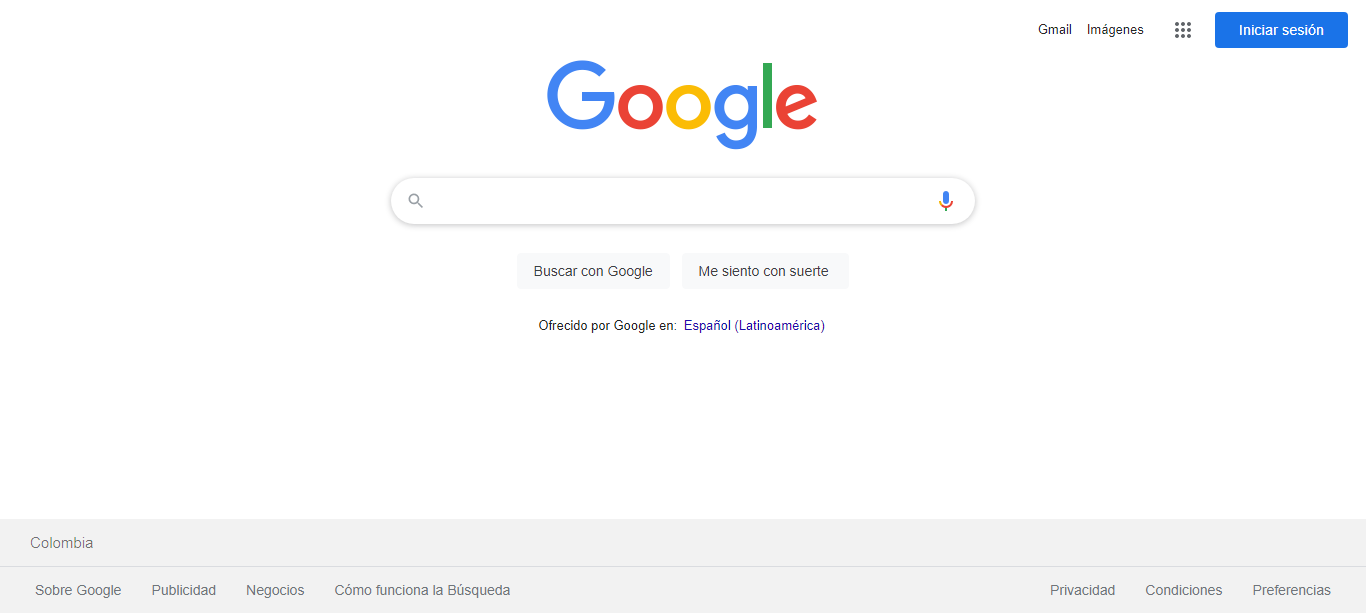 Gmail Imágenes Iniciar sesión
Google
Buscar con Google Me siento con suerte
Ofrecido por Google en: Español (Latinoamérica)
Colombia
Sobre Google Publicidad Negocios Cómo funciona la Búsqueda Privacidad Condiciones Preferencias